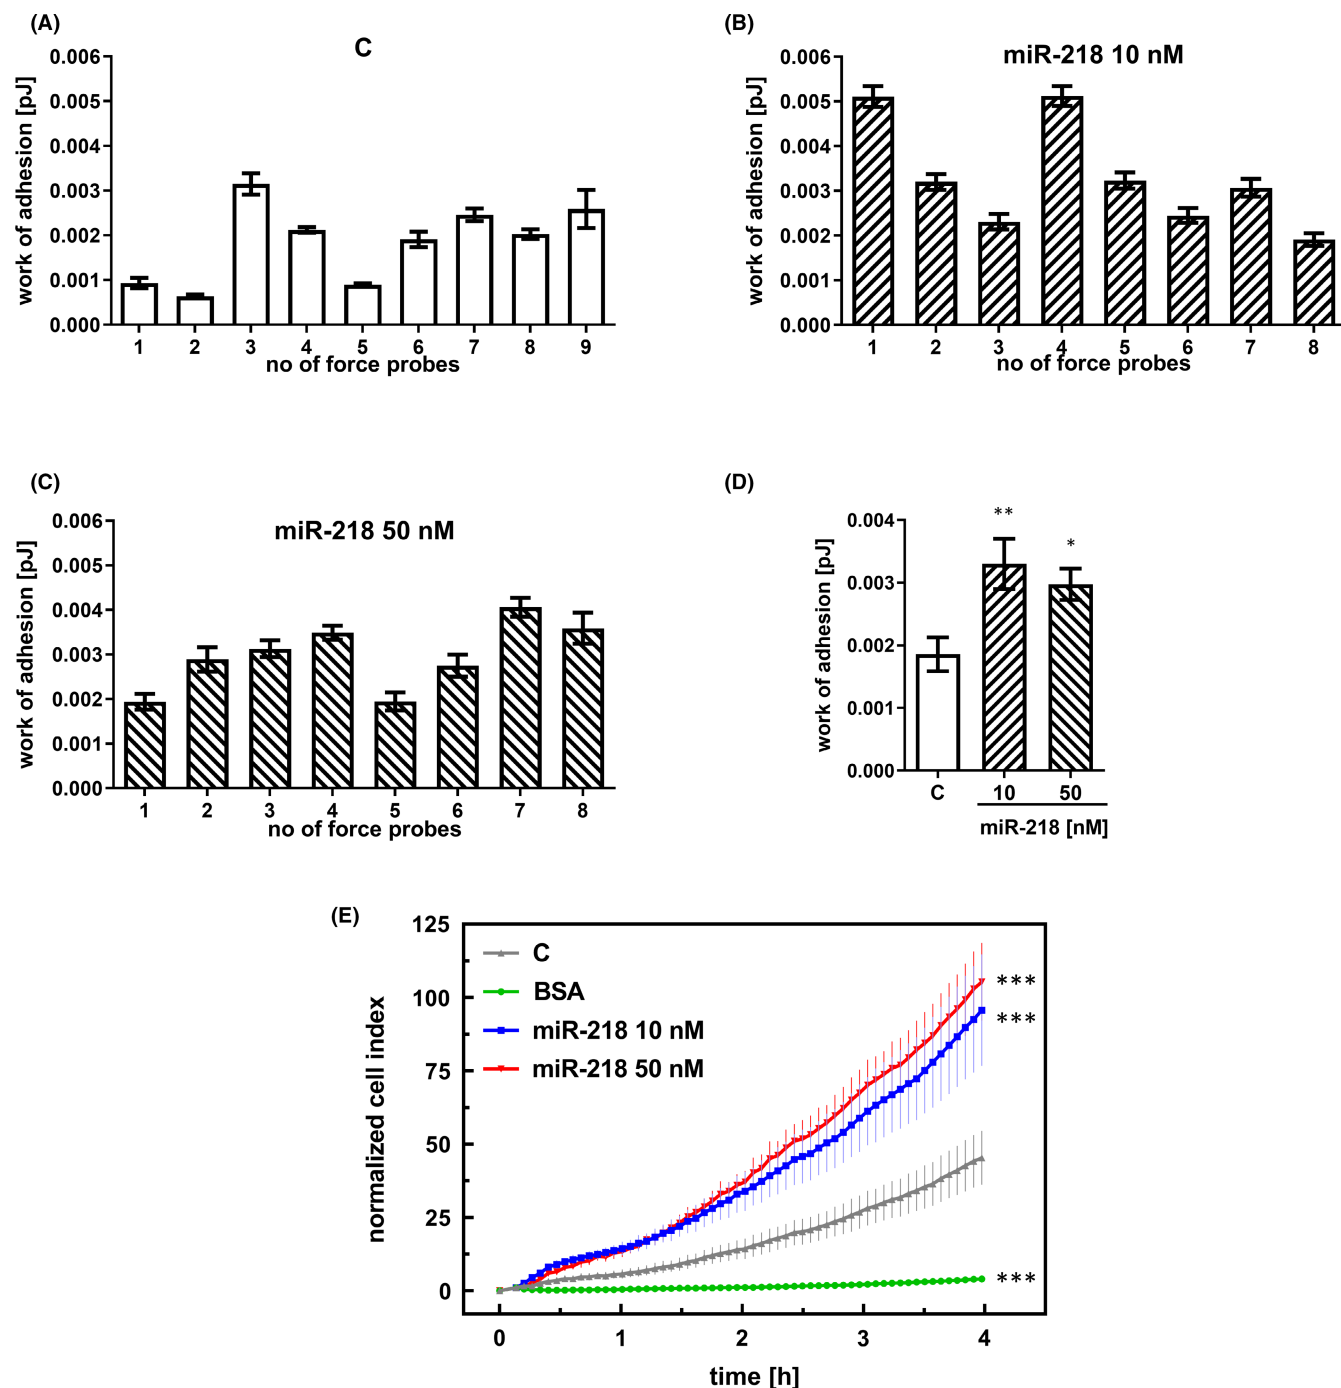 (A)
C
work of adhesion [pJ]
0.006
0.005
0.004
0.003
0.002
0.001
0.000
1 2 3 4 5 6 7 8 9
no of force probes
(B)
miR-218 10 nM
work of adhesion [pJ]
0.006
0.005
0.004
0.003
0.002
0.001
0.000
1 2 3 4 5 6 7 8
no of force probes
(C)
miR-218 50 nM
work of adhesion [pJ]
0.006
0.005
0.004
0.003
0.002
0.001
0.000
1 2 3 4 5 6 7 8
no of force probes
(D)
work of adhesion [pJ]
0.004
0.003
0.002
0.001
0.000
**
*
C 10 50
miR-218 [nM]
(E)
normalized cell index
125
100
75
50
25
0
C
BSA
miR-218 10 nM
miR-218 50 nM
***
***
***
0 1 2 3 4
time [h]